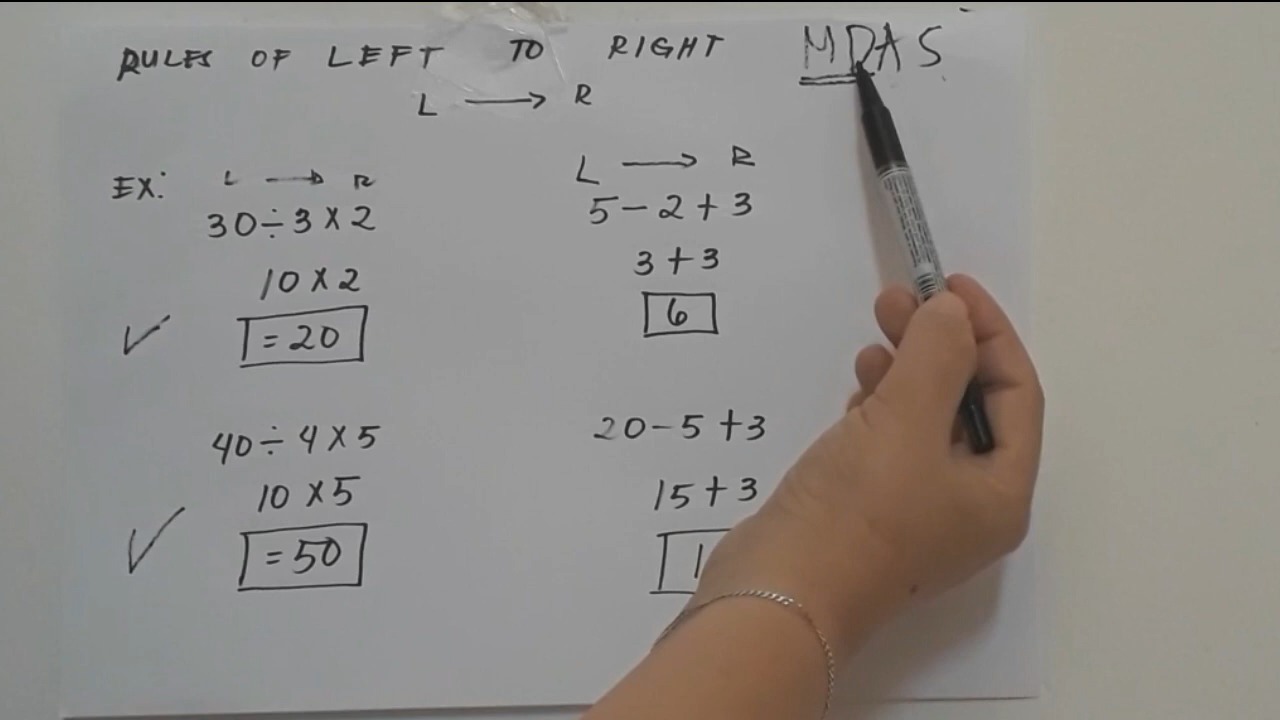 RULES OF LEFT TO RIGHT MDAS
L → R
EX: L → R
30÷3×2
10×2
=20
40÷4×5
10×5
=50
L → R
5-2+3
3+3
6
20-5+3
15+3